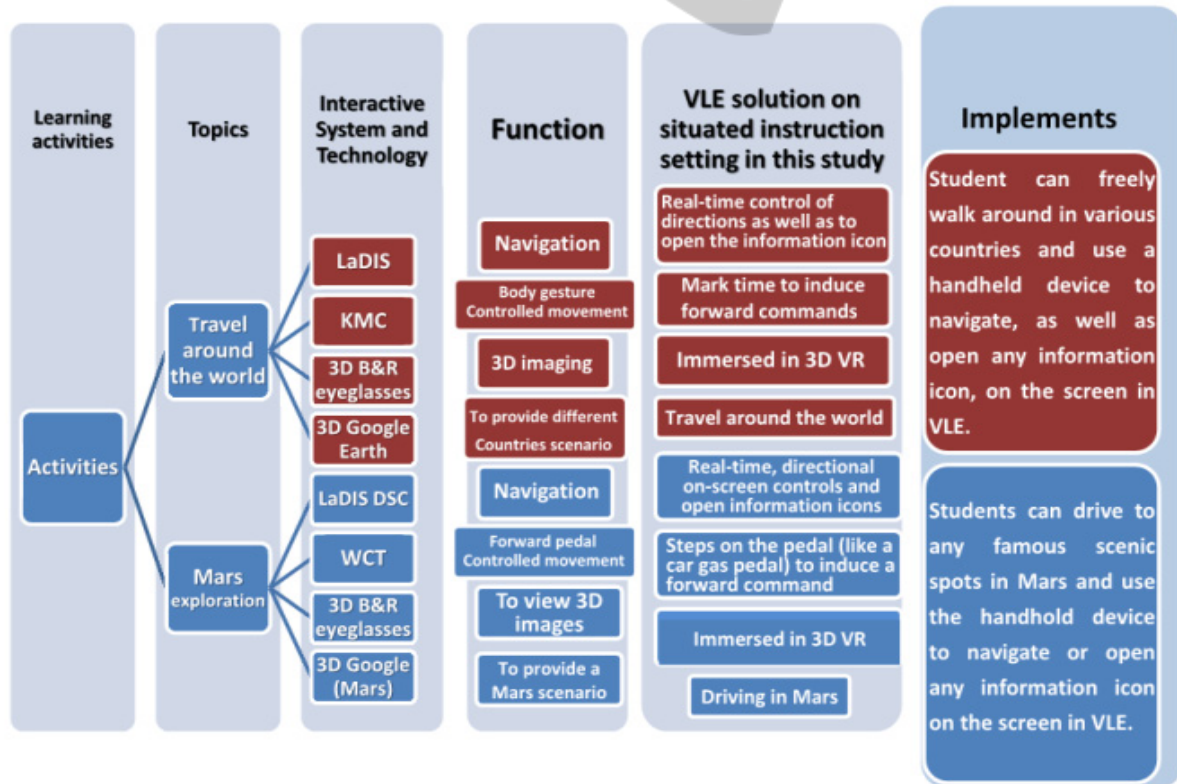 Learning
activities
Topics
Interactive
System and
Technology
Function
VLE solution on
situated instruction
setting in this study
Implements
Activities
Travel
around
the world
Mars
exploration
LaDIS
KMC
3D B&R
eyeglasses
3D Google
Earth
LaDIS DSC
WCT
3D B&R
eyeglasses
3D Google
(Mars)
Navigation
Body gesture
Controlled movement
3D imaging
To provide different
Countries scenario
Navigation
Forward pedal
Controlled movement
To view 3D
images
To provide a
Mars scenario
Real-time control of
directions as well as to
open the information icon
Mark time to induce
forward commands
Immersed in 3D VR
Travel around the world
Real-time, directional
on-screen controls and
open information icons
Steps on the pedal (like a
car gas pedal) to induce a
forward command
Immersed in 3D VR
Driving in Mars
Student can freely
walk around in various
countries and use a
handheld device to
navigate, as well as
open any information
icon, on the screen in
VLE.
Students can drive to
any famous scenic
spots in Mars and use
the handhold device
to navigate or open
any information icon
on the screen in VLE.